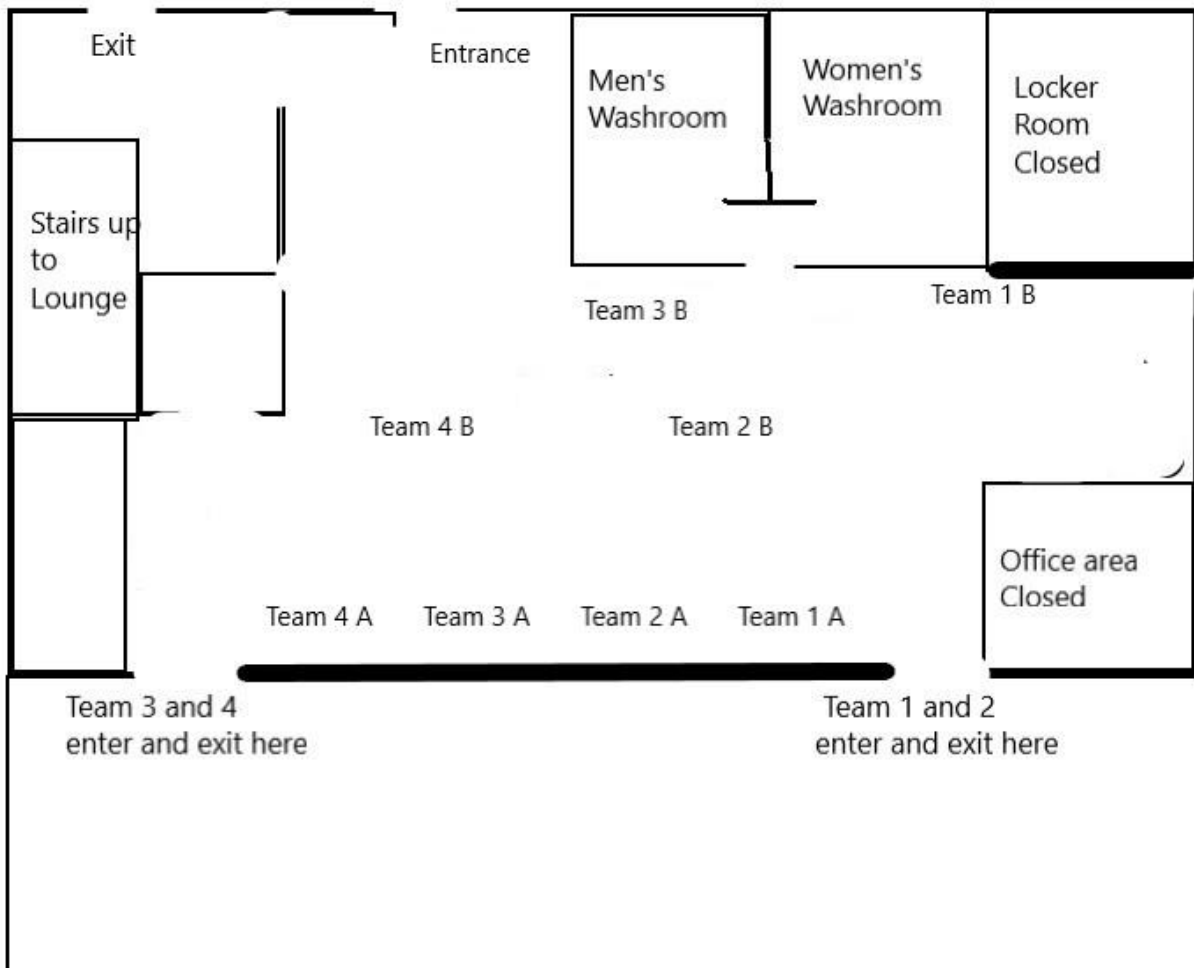 Exit
Entrance
Men's
Washroom
Women's
Washroom
Locker
Room
Closed
Stairs up
to
Lounge
Team 3 B
Team 1 B
Team 4 B
Team 2 B
Office area
Closed
Team 4 A
Team 3 A
Team 2 A
Team 1 A
Team 3 and 4
enter and exit here
Team 1 and 2
enter and exit here